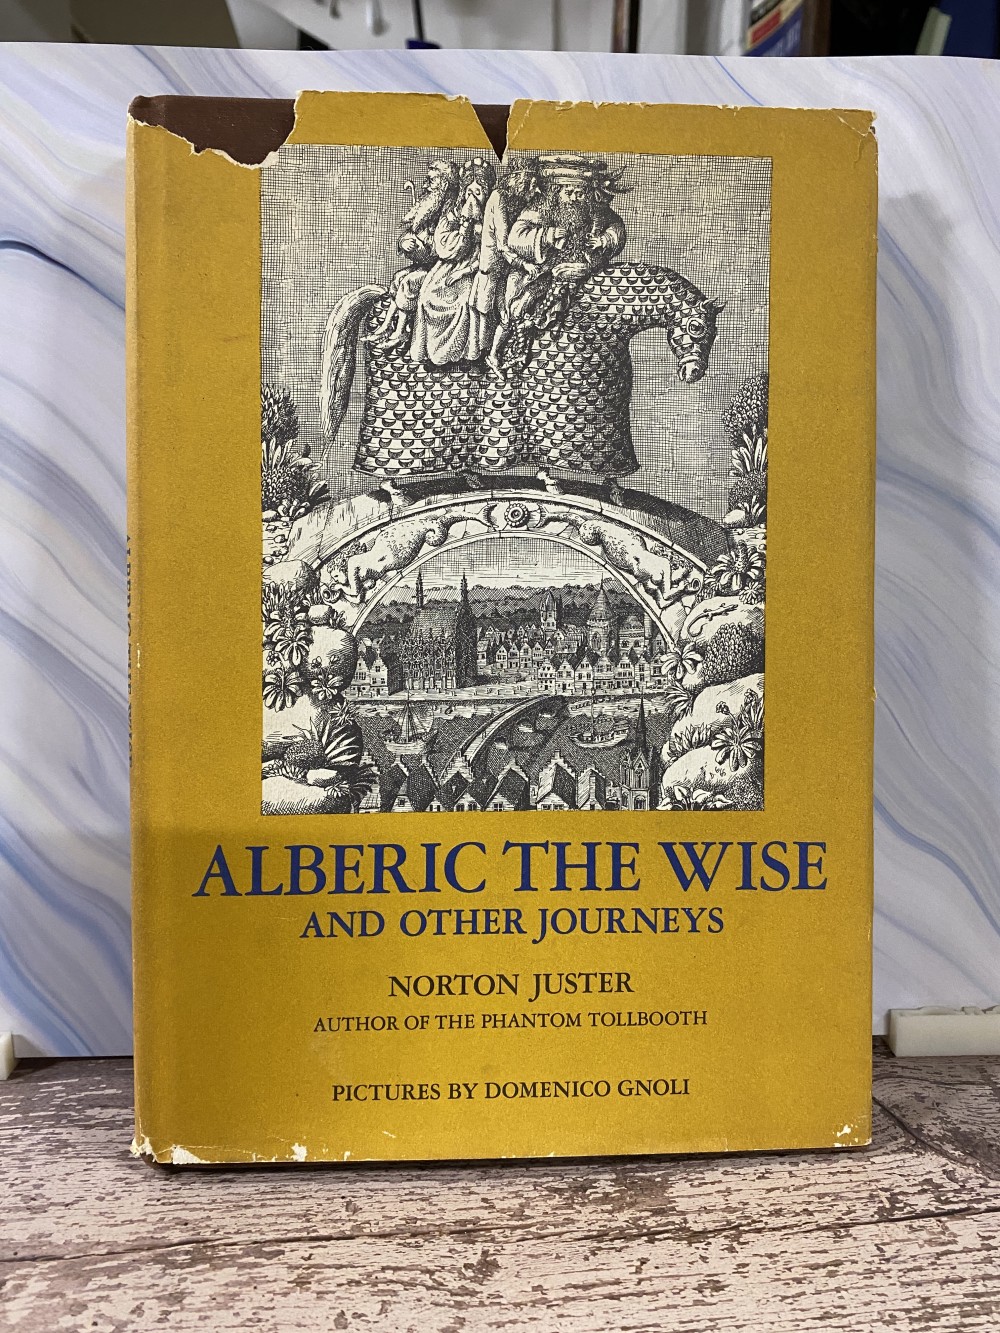 ALBERIC THE WISE
AND OTHER JOURNEYS
NORTON JUSTER
AUTHOR OF THE PHANTOM TOLLBOOTH
PICTURES BY DOMENICO GNOLI